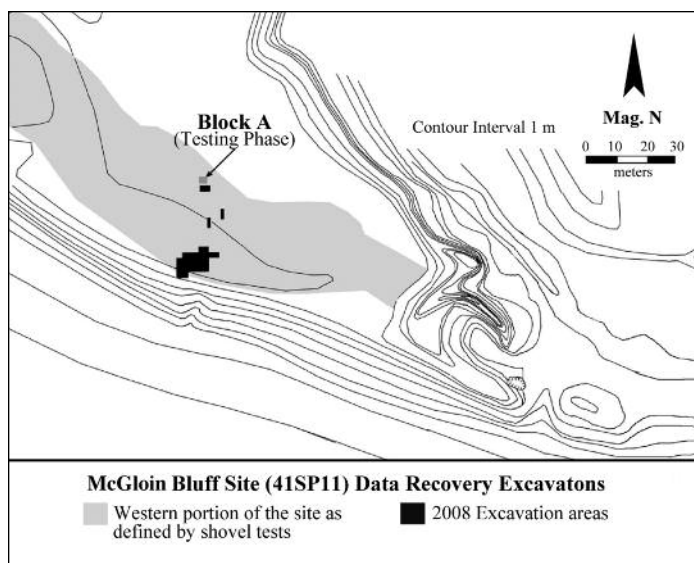 Block A
(Testing Phase)
Contour Interval 1 m
Mag. N
0 10 20 30
meters
McGloin Bluff Site (41SP11) Data Recovery Excavatons
Western portion of the site as
defined by shovel tests
2008 Excavation areas